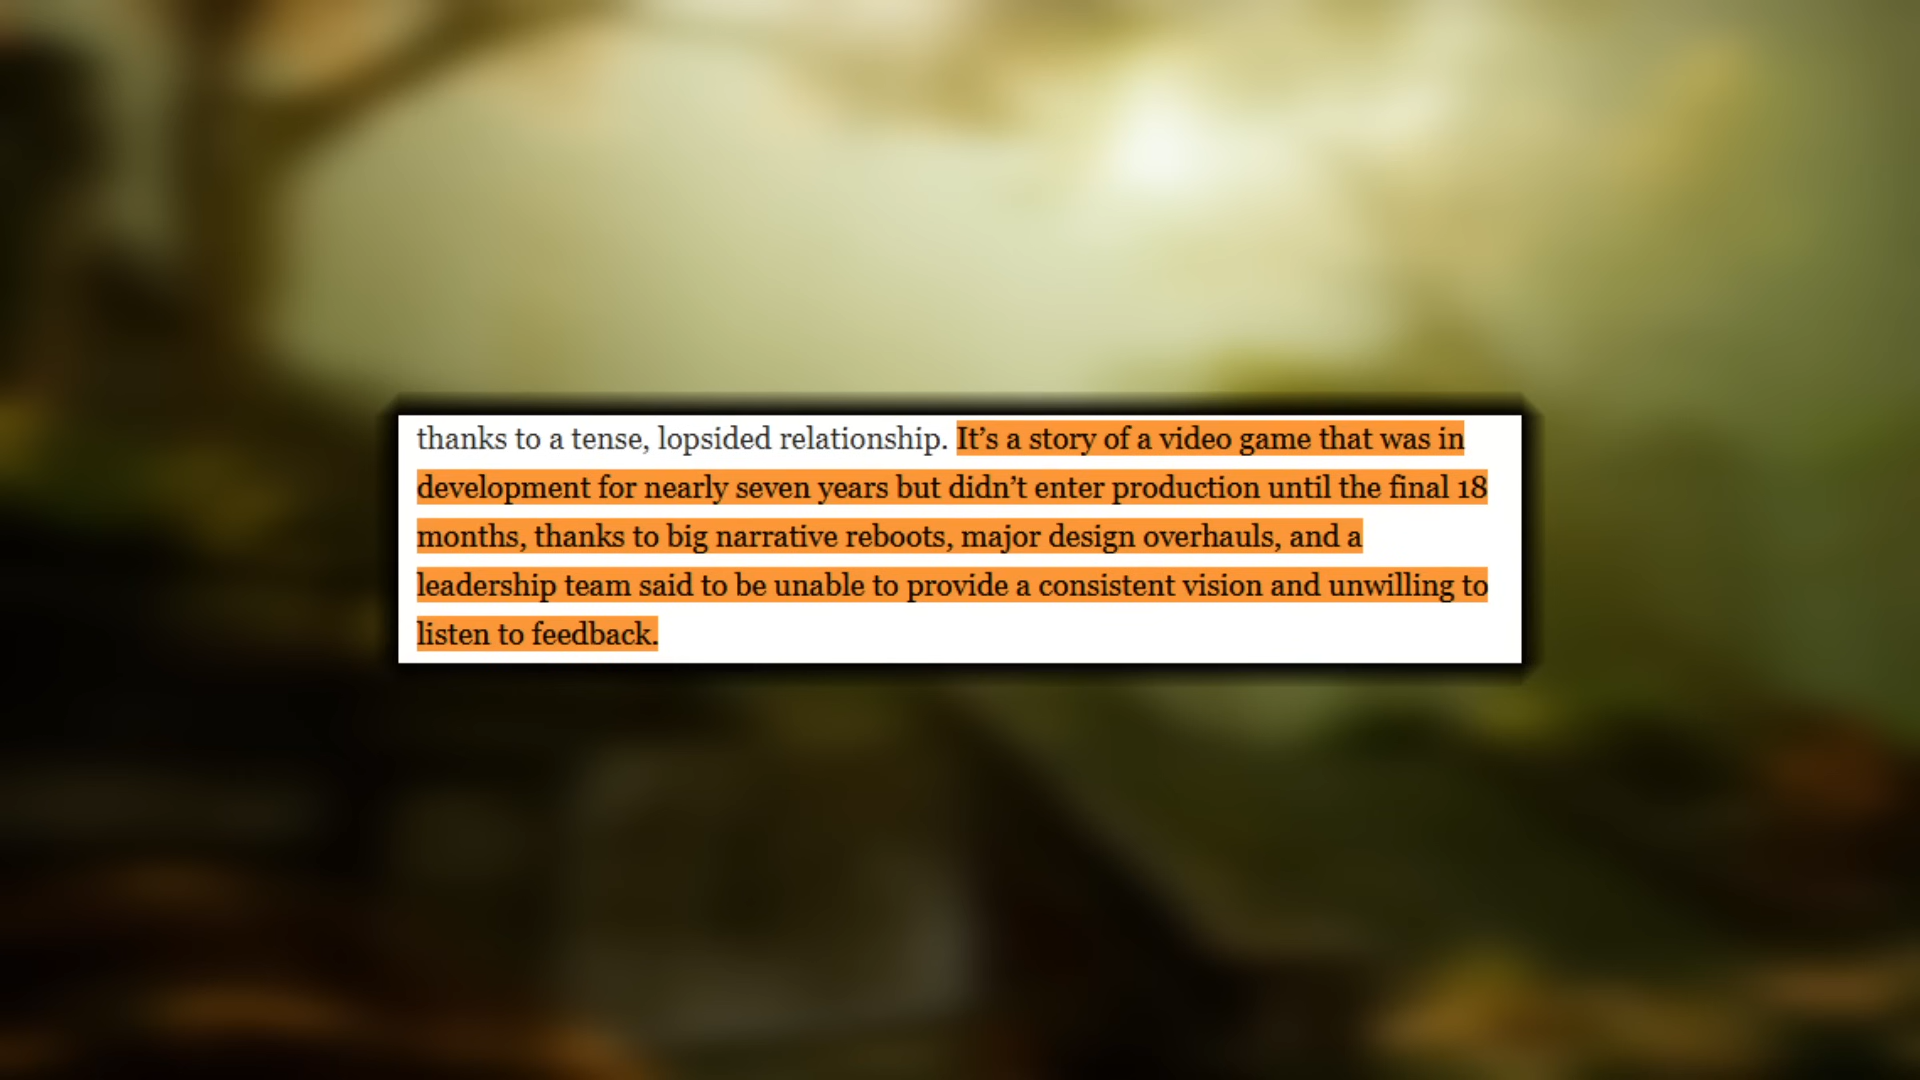 thanks to a tense, lopsided relationship. It’s a story of a video game that was in
development for nearly seven years but didn’t enter production until the final 18
months, thanks to big narrative reboots, major design overhauls, and a
leadership team said to be unable to provide a consistent vision and unwilling to
listen to feedback.